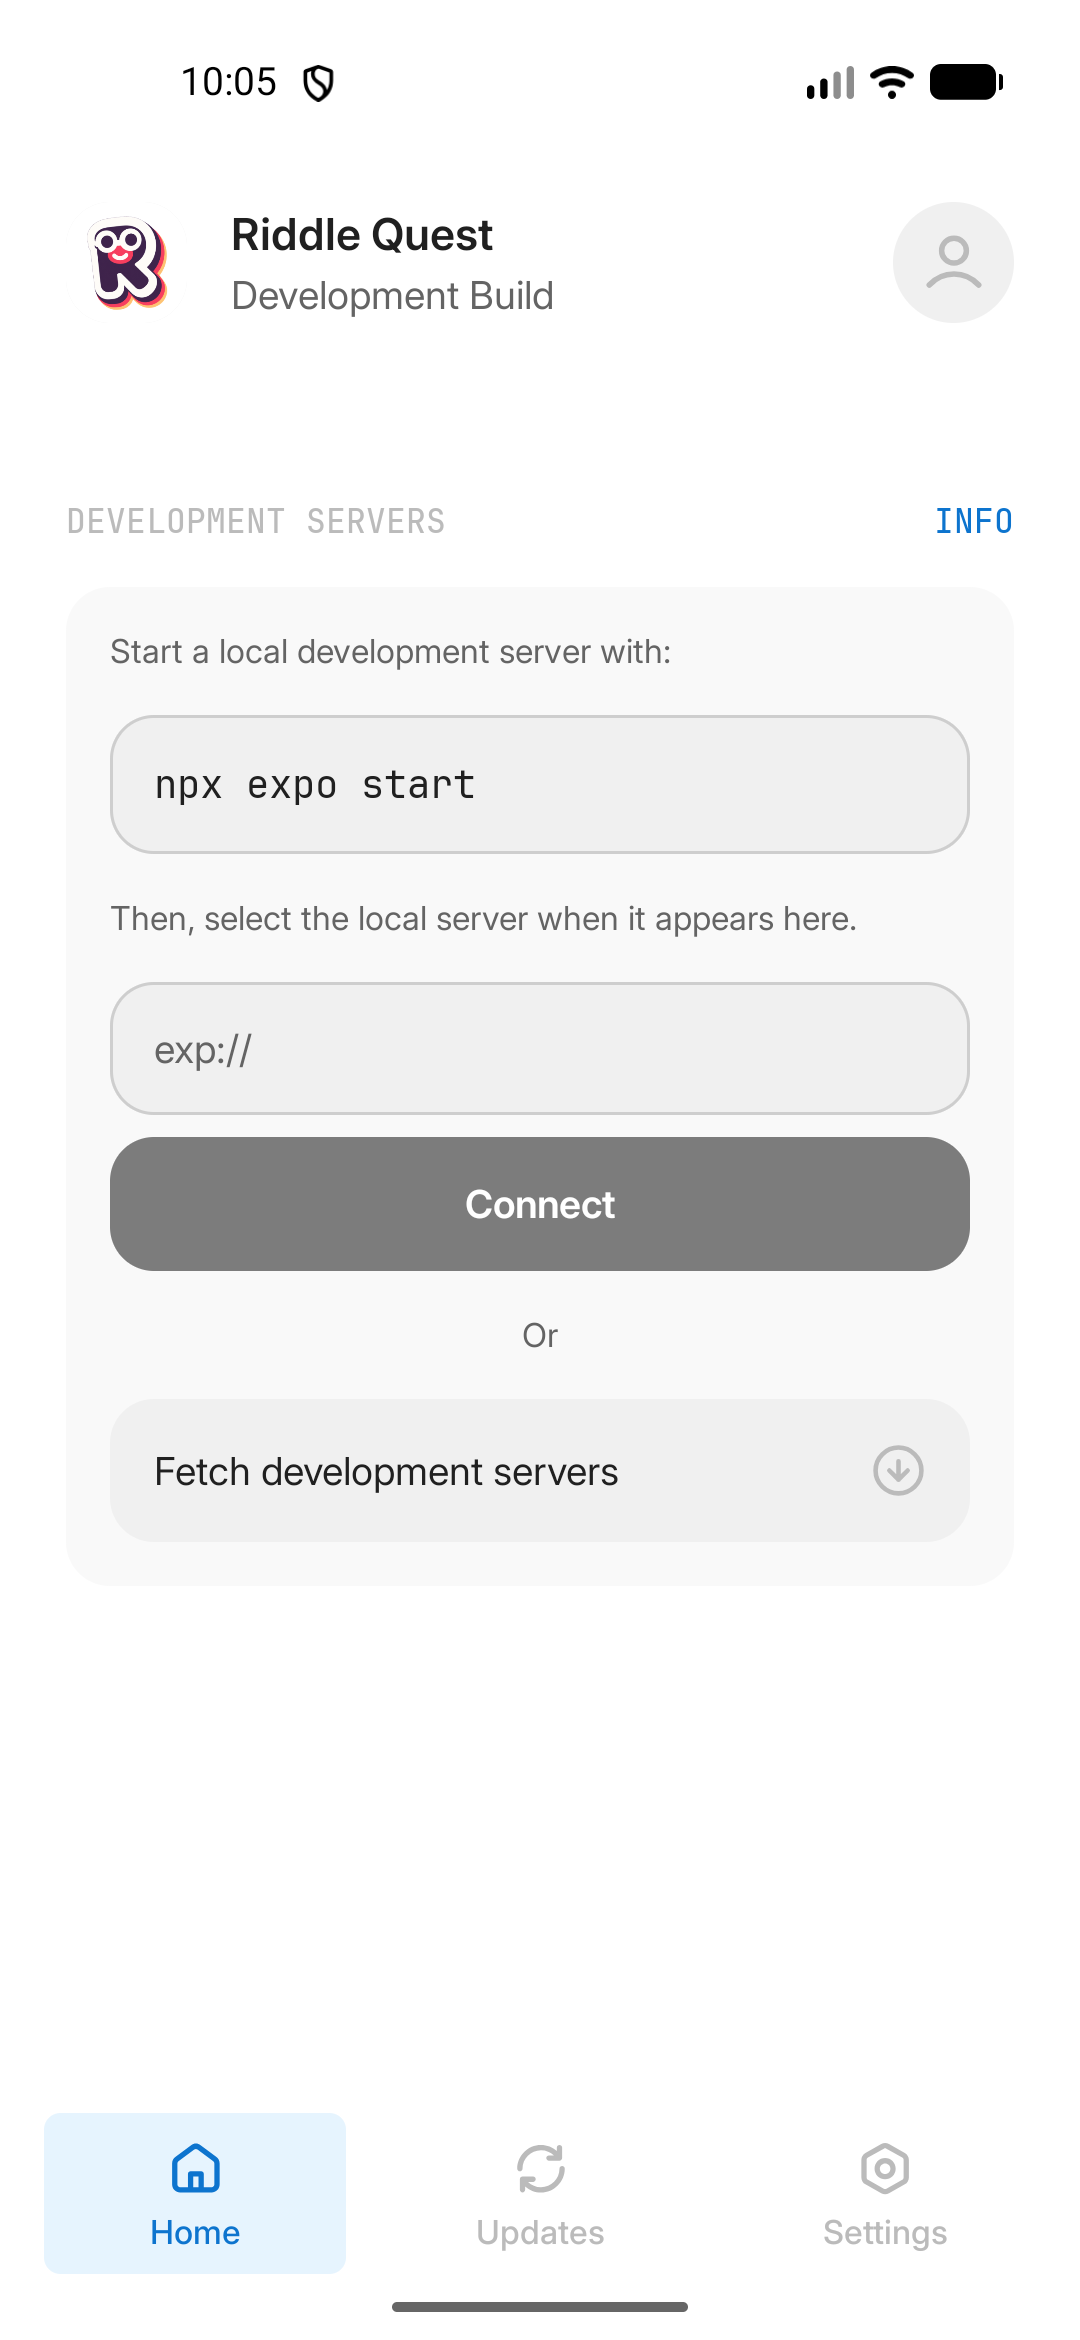 10:05
Riddle Quest
Development Build
DEVELOPMENT SERVERS
INFO
Start a local development server with:
npx expo start
Then, select the local server when it appears here.
exp://
Connect
Or
Fetch development servers
Home
Updates
Settings